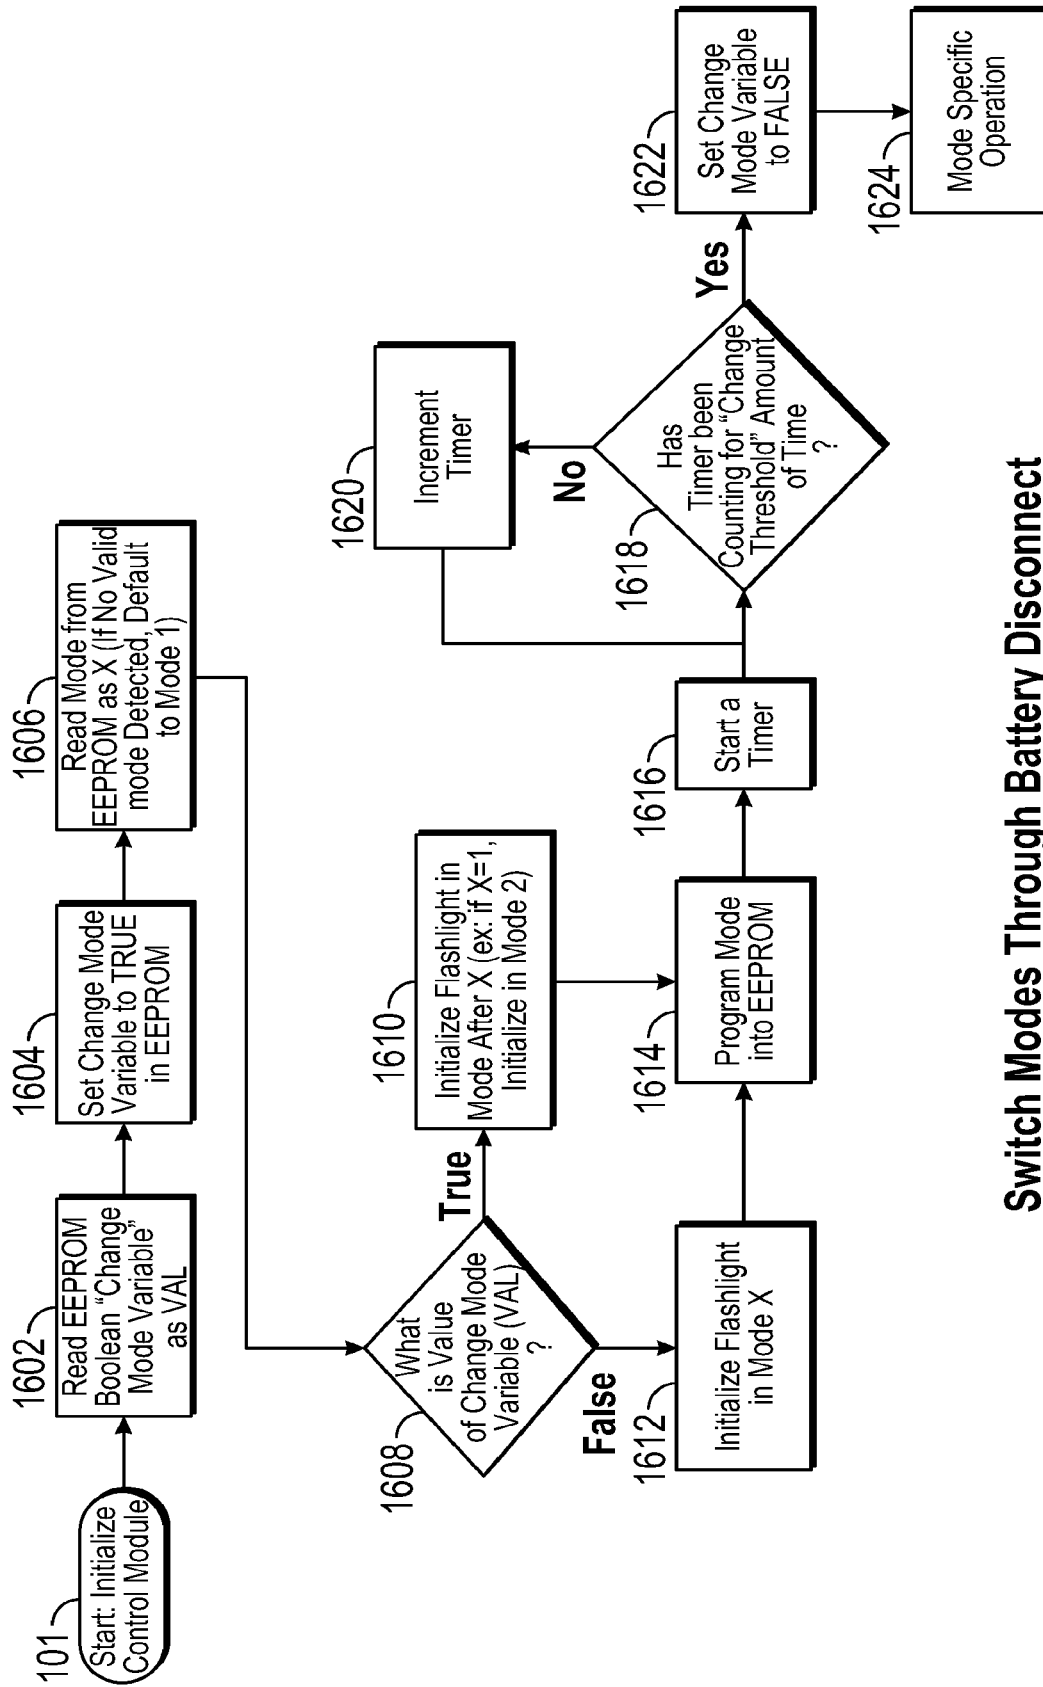 101
Start: Initialize
Control Module
1602
Read EEPROM
Boolean “Change
Mode Variable”
as VAL
1604
Set Change Mode
Variable to TRUE
in EEPROM
1606
Read Mode from
EEPROM as X (If No Valid
mode Detected, Default
to Mode 1)
1608
What
is Value
of Change Mode
Variable (VAL)
?
True
False
1610
Initialize Flashlight in
Mode After X (ex: if X=1,
Initialize in Mode 2)
1612
Initialize Flashlight
in Mode X
1614
Program Mode
into EEPROM
1616
Start a
Timer
1618
Has
Timer been
Counting for “Change
Threshold” Amount
of Time
?
No
Yes
1620
Increment
Timer
1622
Set Change
Mode Variable
to FALSE
1624
Mode Specific
Operation
Switch Modes Through Battery Disconnect